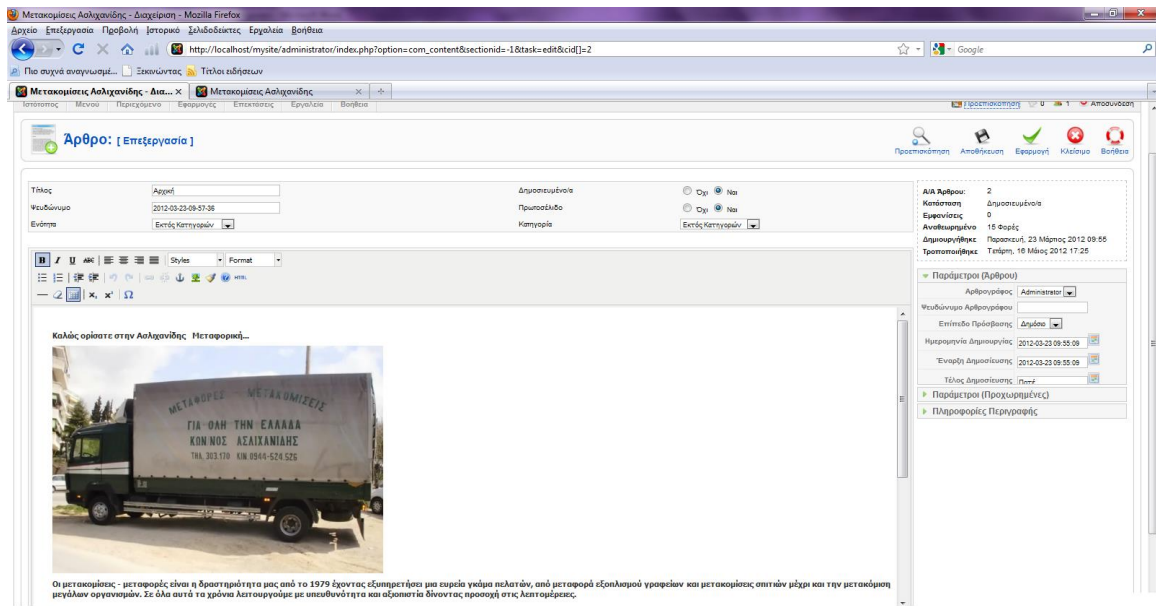 Μετακομίσεις Ασλιχανίδης - Διαχείριση - Mozilla Firefox
Αρχείο Επεξεργασία Προβολή Ιστορικό Σελιδοδείκτες Εργαλεία Βοήθεια
http://localhost/mysite/administrator/index.php?option=com_content&sectionid=-1&task=edit&cid[]=2
Google
Πιο συχνά αναγνωσμέ... Ξεκινώντας Τίτλοι ειδήσεων
Μετακομίσεις Ασλιχανίδης - Δια... Μετακομίσεις Ασλιχανίδης
Ιστότοπος Μενού Περιεχόμενο Εφαρμογές Επεκτάσεις Εργαλεία Βοήθεια Προεπισκόπηση 0 1 Αποσύνδεση
Άρθρο: [ Επεξεργασία ]
Προεπισκόπηση Αποθήκευση Εφαρμογή Κλείσιμο Βοήθεια
Τίτλος Αρχική Δημοσιευμένο/α Όχι Ναι
Ψευδώνυμο 2012-03-23-09-57-36 Πρωτοσέλιδο Όχι Ναι
Ενότητα Εκτός Κατηγοριών Κατηγορία Εκτός Κατηγοριών
Α/Α Άρθρου: 2
Κατάσταση Δημοσιευμένο/α
Εμφανίσεις 0
Αναθεωρημένο 15 Φορές
Δημιουργήθηκε Παρασκευή, 23 Μάρτιος 2012 09:55
Τροποποιήθηκε Τετάρτη, 16 Μάιος 2012 17:25
B I U ABC Styles Format
HTML
Παράμετροι (Άρθρου)
Αρθρογράφος Administrator
Ψευδώνυμο Αρθρογράφου
Επίπεδο Πρόσβασης Δημόσιο
Ημερομηνία Δημιουργίας 2012-03-23 09:55:09
Έναρξη Δημοσίευσης 2012-03-23 09:55:09
Τέλος Δημοσίευσης Ποτέ
Παράμετροι (Προχωρημένες)
Πληροφορίες Περιγραφής
Καλώς ορίσατε στην Ασλιχανίδης Μεταφορική...
ΜΕΤΑΦΟΡΕΣ - ΜΕΤΑΚΟΜΙΣΕΙΣ
ΓΙΑ ΟΛΗ ΤΗΝ ΕΛΛΑΔΑ
ΚΩΝ ΝΟΣ ΑΣΛΙΧΑΝΙΔΗΣ
ΤΗΛ. 303.170 ΚΙΝ 0944-524.526
Οι μετακομίσεις - μεταφορές είναι η δραστηριότητα μας από το 1979 έχοντας εξυπηρετήσει μια ευρεία γκάμα πελατών, από μεταφορά εξοπλισμού γραφείων και μετακομίσεις σπιτιών μέχρι και την μετακόμιση
μεγάλων οργανισμών. Σε όλα αυτά τα χρόνια λειτουργούμε με υπευθυνότητα και αξιοπιστία δίνοντας προσοχή στις λεπτομέρειες.